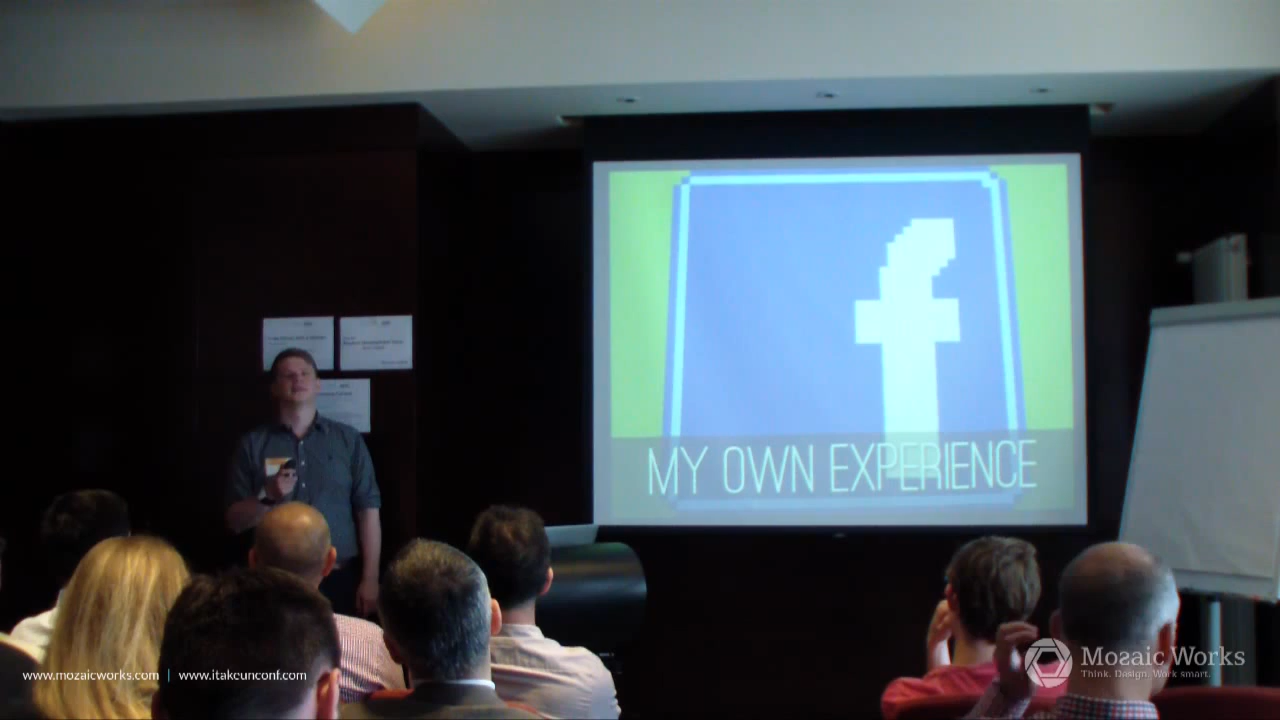 f
MY OWN EXPERIENCE
www.mozaicworks.com | www.itakeunconf.com
Mozaic Works
Think. Design. Work smart.